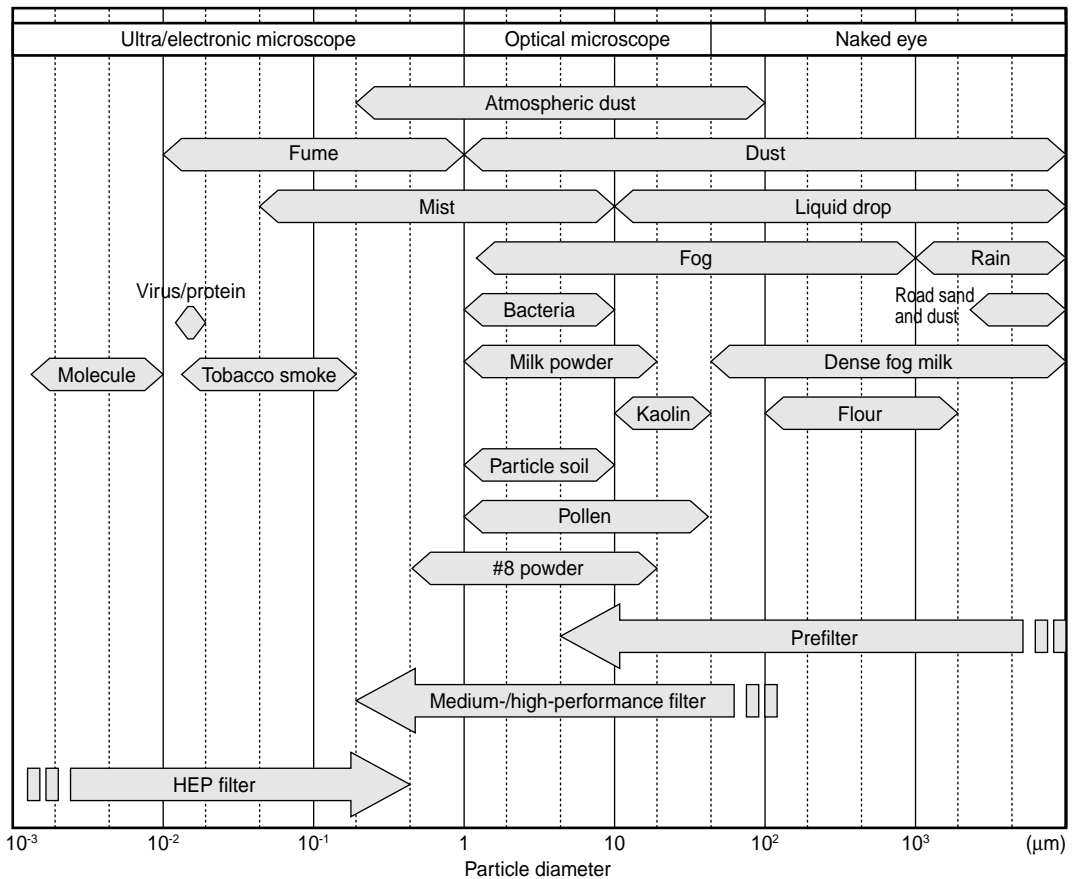 Ultra/electronic microscope Optical microscope Naked eye
Atmospheric dust
Fume Dust
Mist Liquid drop
Fog Rain
Virus/protein
Bacteria
Road sand
and dust
Molecule Tobacco smoke Milk powder Dense fog milk
Kaolin Flour
Particle soil
Pollen
#8 powder
Prefilter
Medium-/high-performance filter
HEP filter
10⁻³ 10⁻² 10⁻¹ 1 10 10² 10³ (μm)
Particle diameter